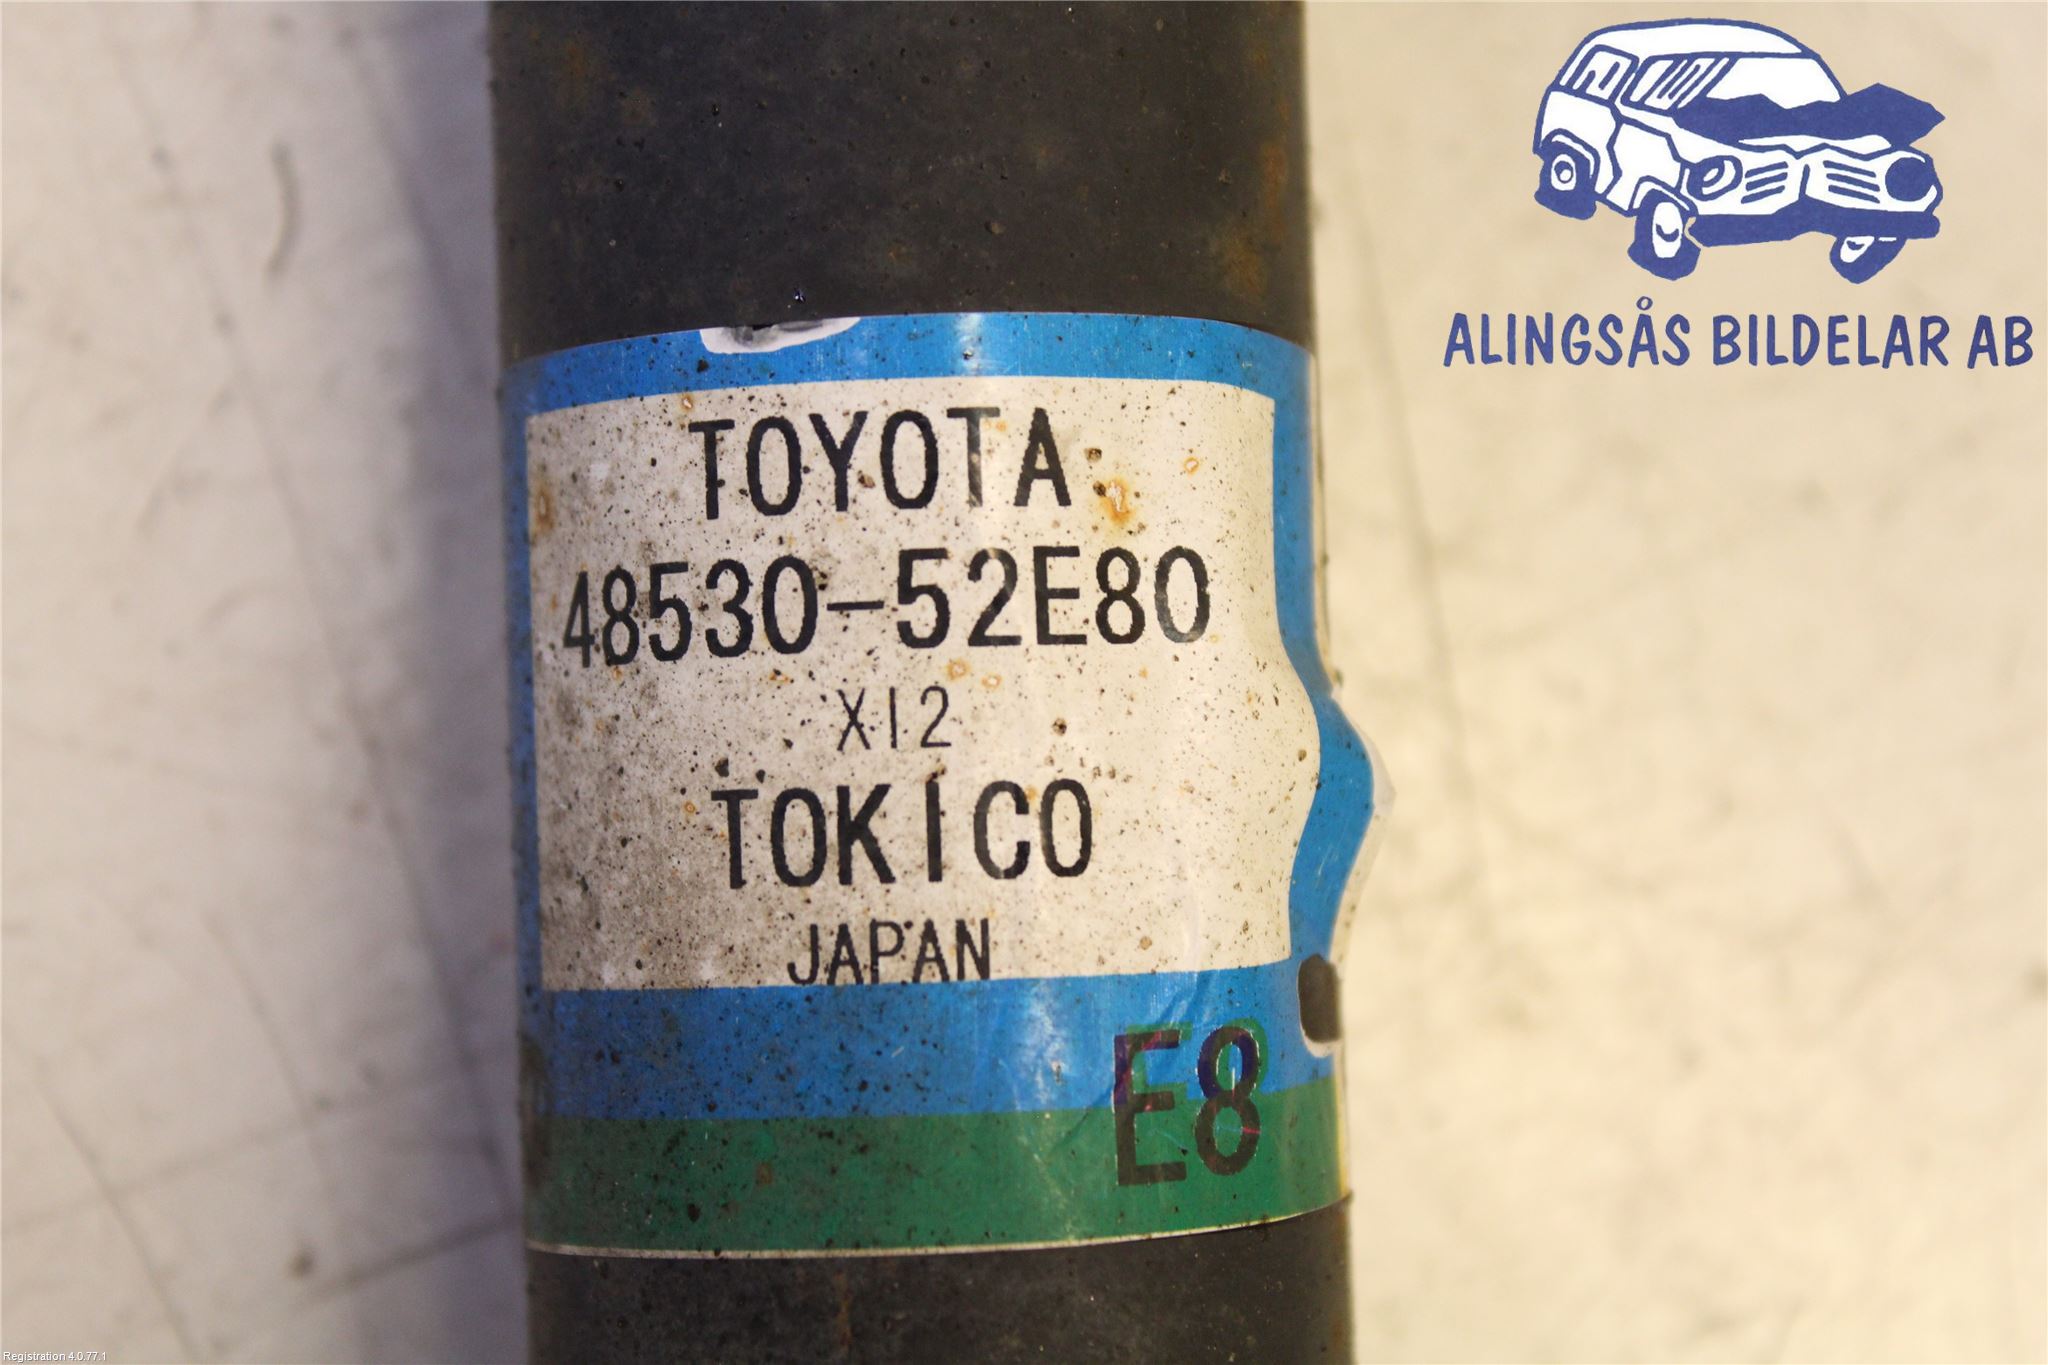 ALINGSÅS BILDELAR AB
TOYOTA
48530-52E80
X12
TOKICO
JAPAN
E8
Registration 4.0.77.1